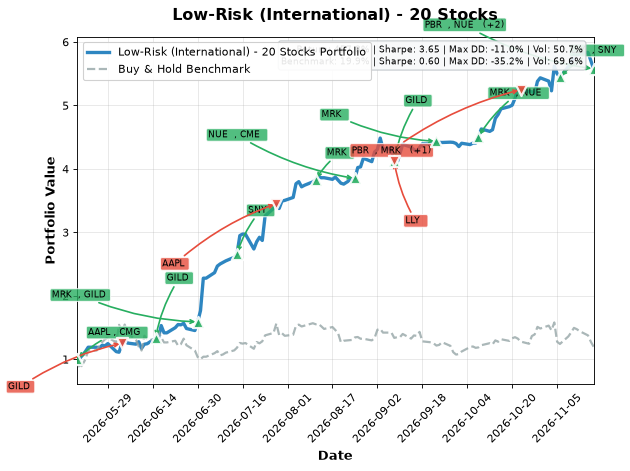 Low-Risk (International) - 20 Stocks
PBR , NUE (+2)
Low-Risk (International) - 20 Stocks Portfolio
Buy & Hold Benchmark
| Sharpe: 3.65 | Max DD: -11.0% | Vol: 50.7%
Benchmark: 19.9% | Sharpe: 0.60 | Max DD: -35.2% | Vol: 69.6%
, SNY
GILD
MRK , NUE
MRK
NUE , CME
PBR , MRK (+1)
MRK
SNY
LLY
AAPL
GILD
MRK , GILD
AAPL , CMG
GILD
6
5
4
3
2
1
Portfolio Value
2026-05-29
2026-06-14
2026-06-30
2026-07-16
2026-08-01
2026-08-17
2026-09-02
2026-09-18
2026-10-04
2026-10-20
2026-11-05
Date